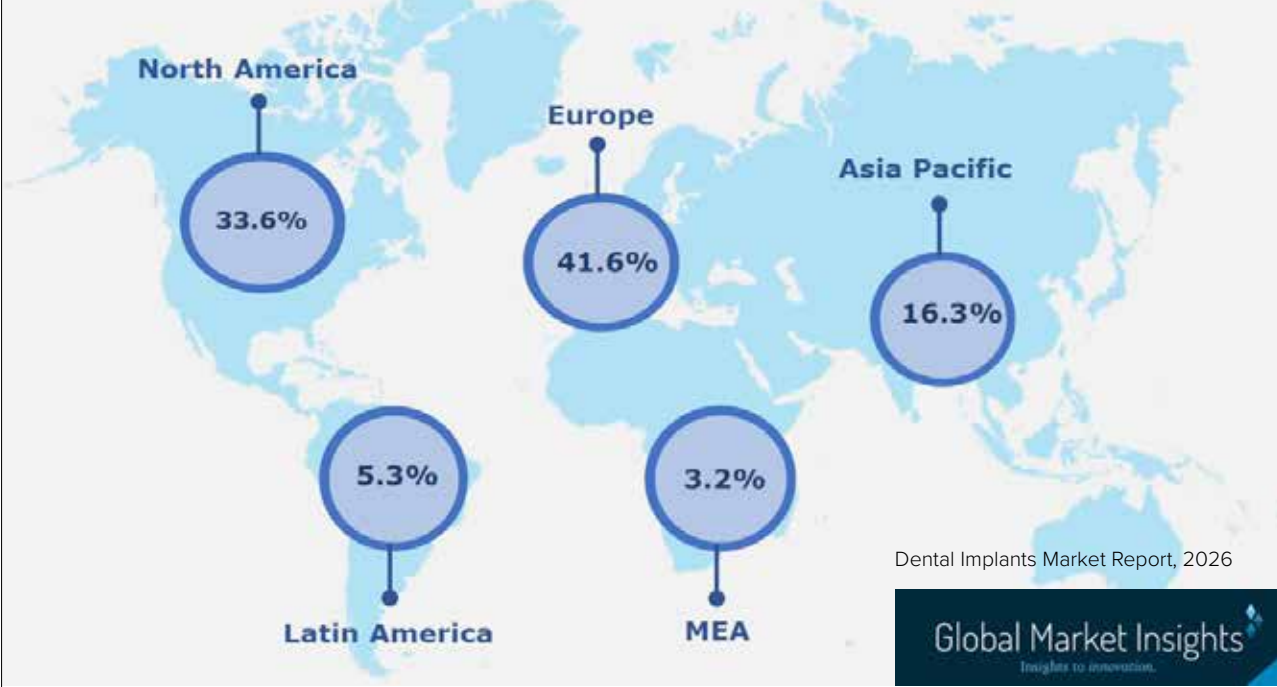 North America
33.6%
Europe
41.6%
Asia Pacific
16.3%
5.3%
Latin America
3.2%
MEA
Dental Implants Market Report, 2026
Global Market Insights
Insights to innovation.